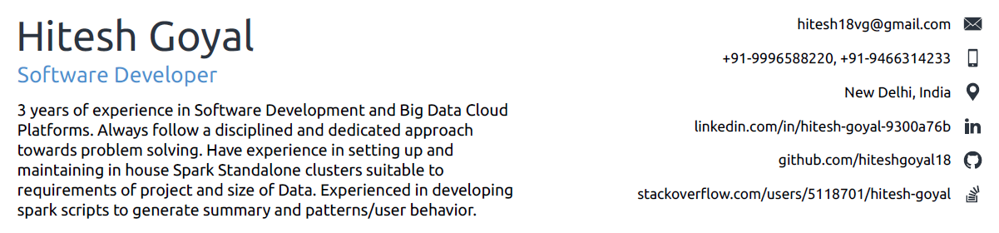 Hitesh Goyal
Software Developer
3 years of experience in Software Development and Big Data Cloud
Platforms. Always follow a disciplined and dedicated approach
towards problem solving. Have experience in setting up and
maintaining in house Spark Standalone clusters suitable to
requirements of project and size of Data. Experienced in developing
spark scripts to generate summary and patterns/user behavior.
hitesh18vg@gmail.com
+91-9996588220, +91-9466314233
New Delhi, India
linkedin.com/in/hitesh-goyal-9300a76b
github.com/hiteshgoyal18
stackoverflow.com/users/5118701/hitesh-goyal